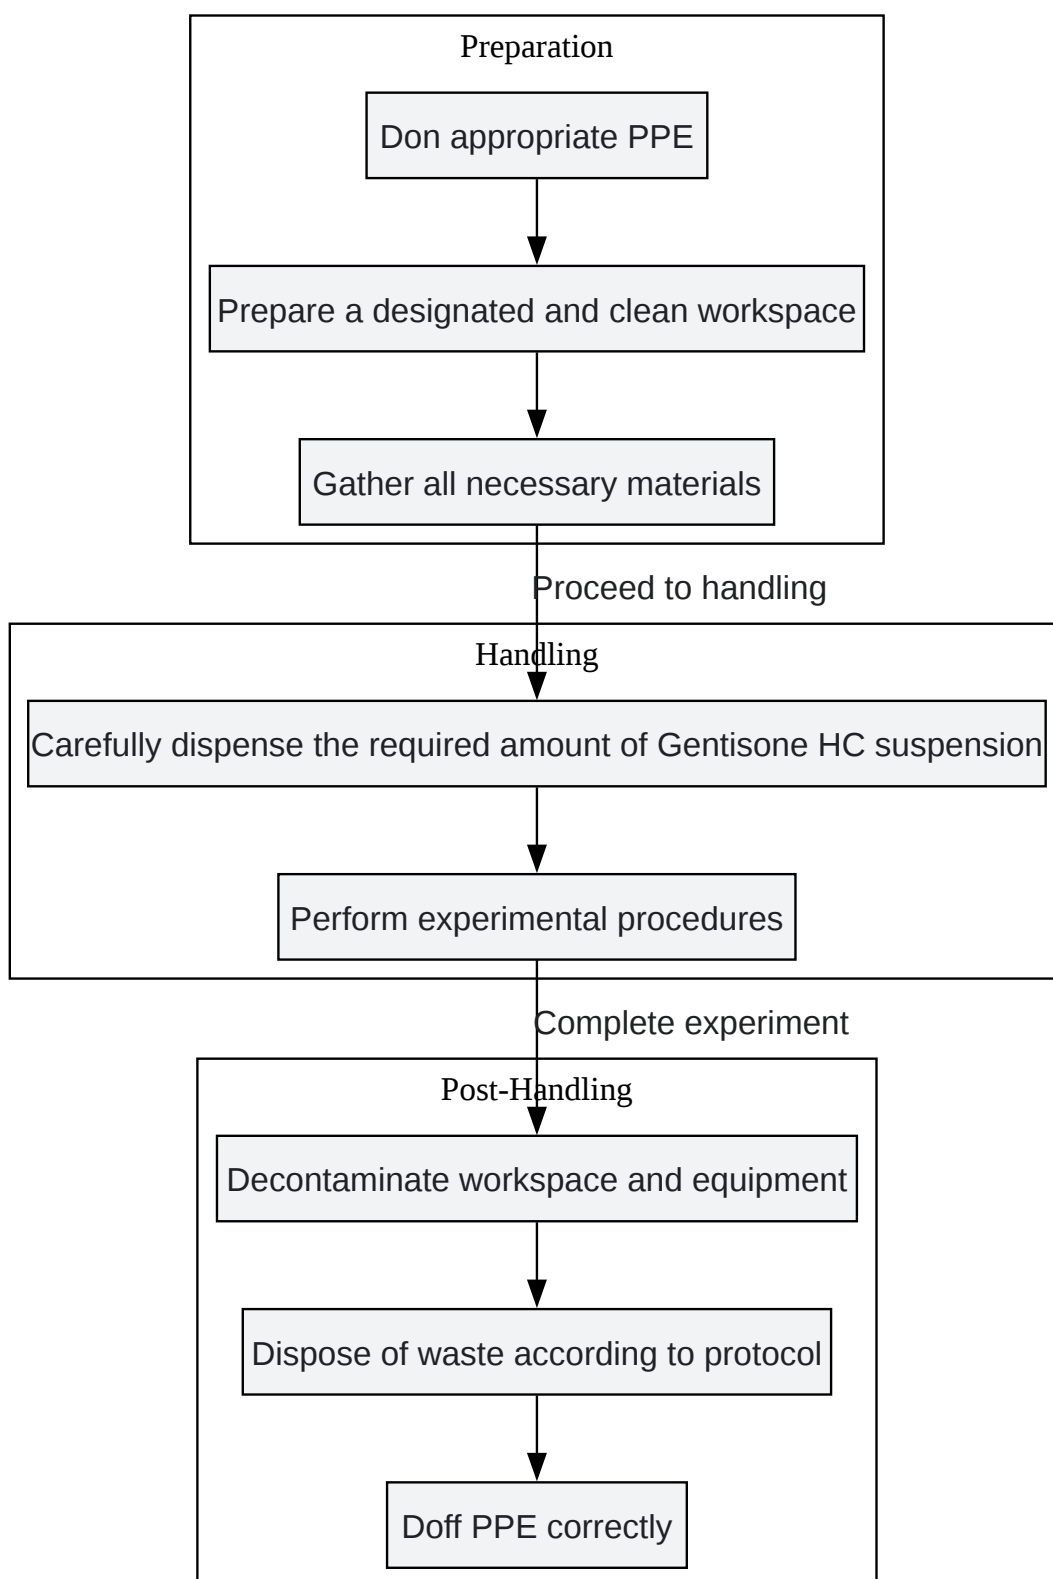 Preparation
Don appropriate PPE
Prepare a designated and clean workspace
Gather all necessary materials
Proceed to handling
Handling
Carefully dispense the required amount of Gentisone HC suspension
Perform experimental procedures
Complete experiment
Post-Handling
Decontaminate workspace and equipment
Dispose of waste according to protocol
Doff PPE correctly